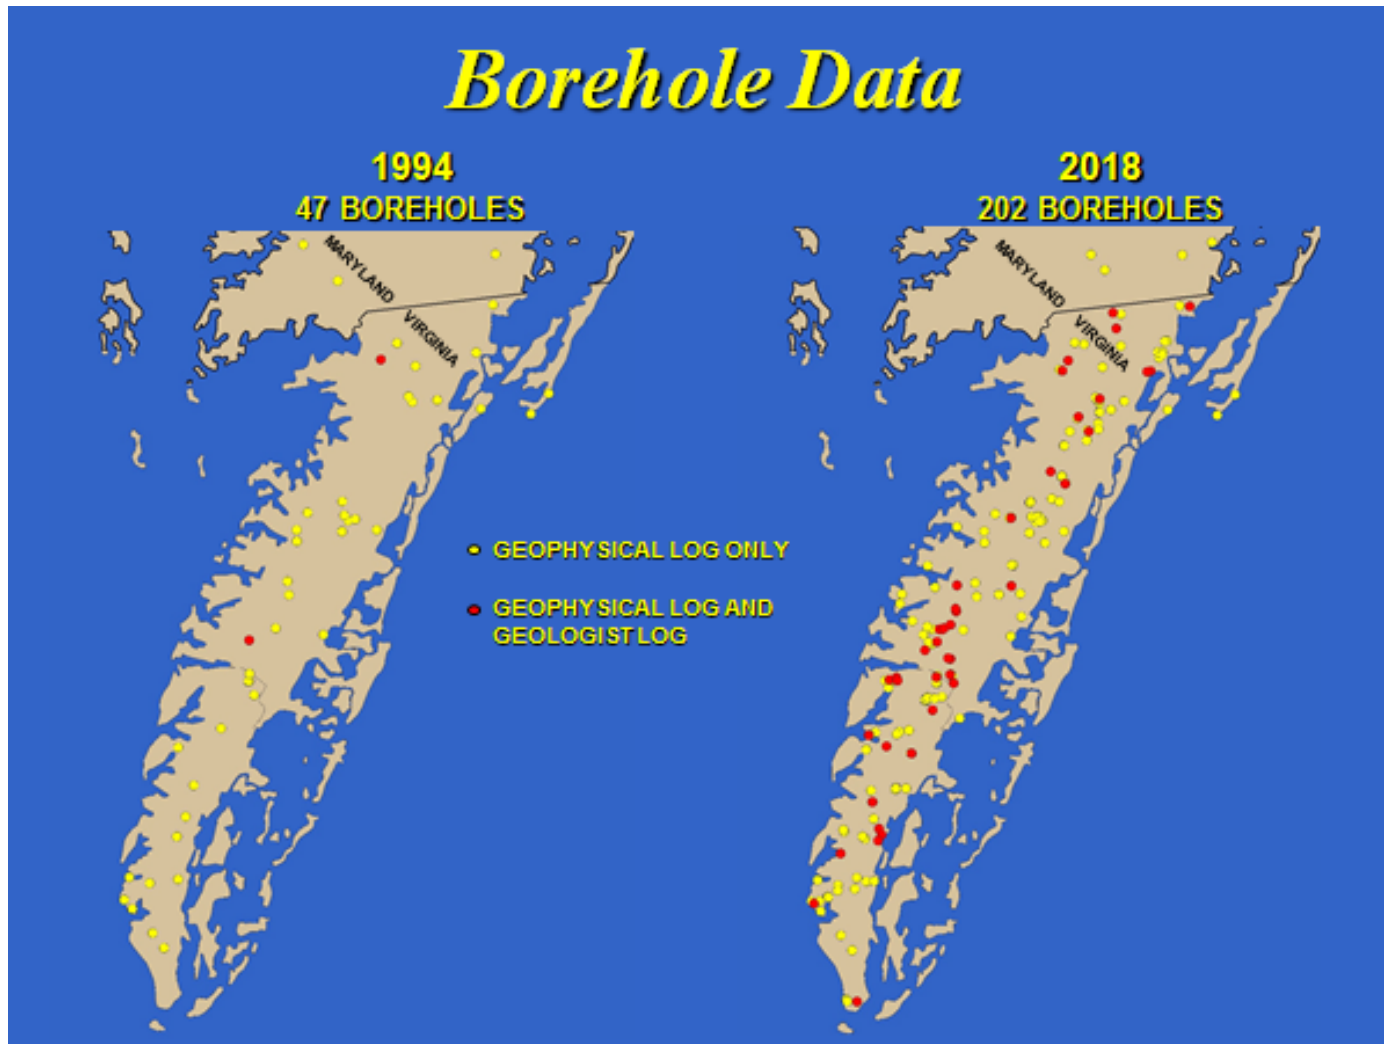 Borehole Data
1994
47 BOREHOLES
2018
202 BOREHOLES
MARYLAND
VIRGINIA
MARYLAND
VIRGINIA
GEOPHYSICAL LOG ONLY
GEOPHYSICAL LOG AND
GEOLOGIST LOG